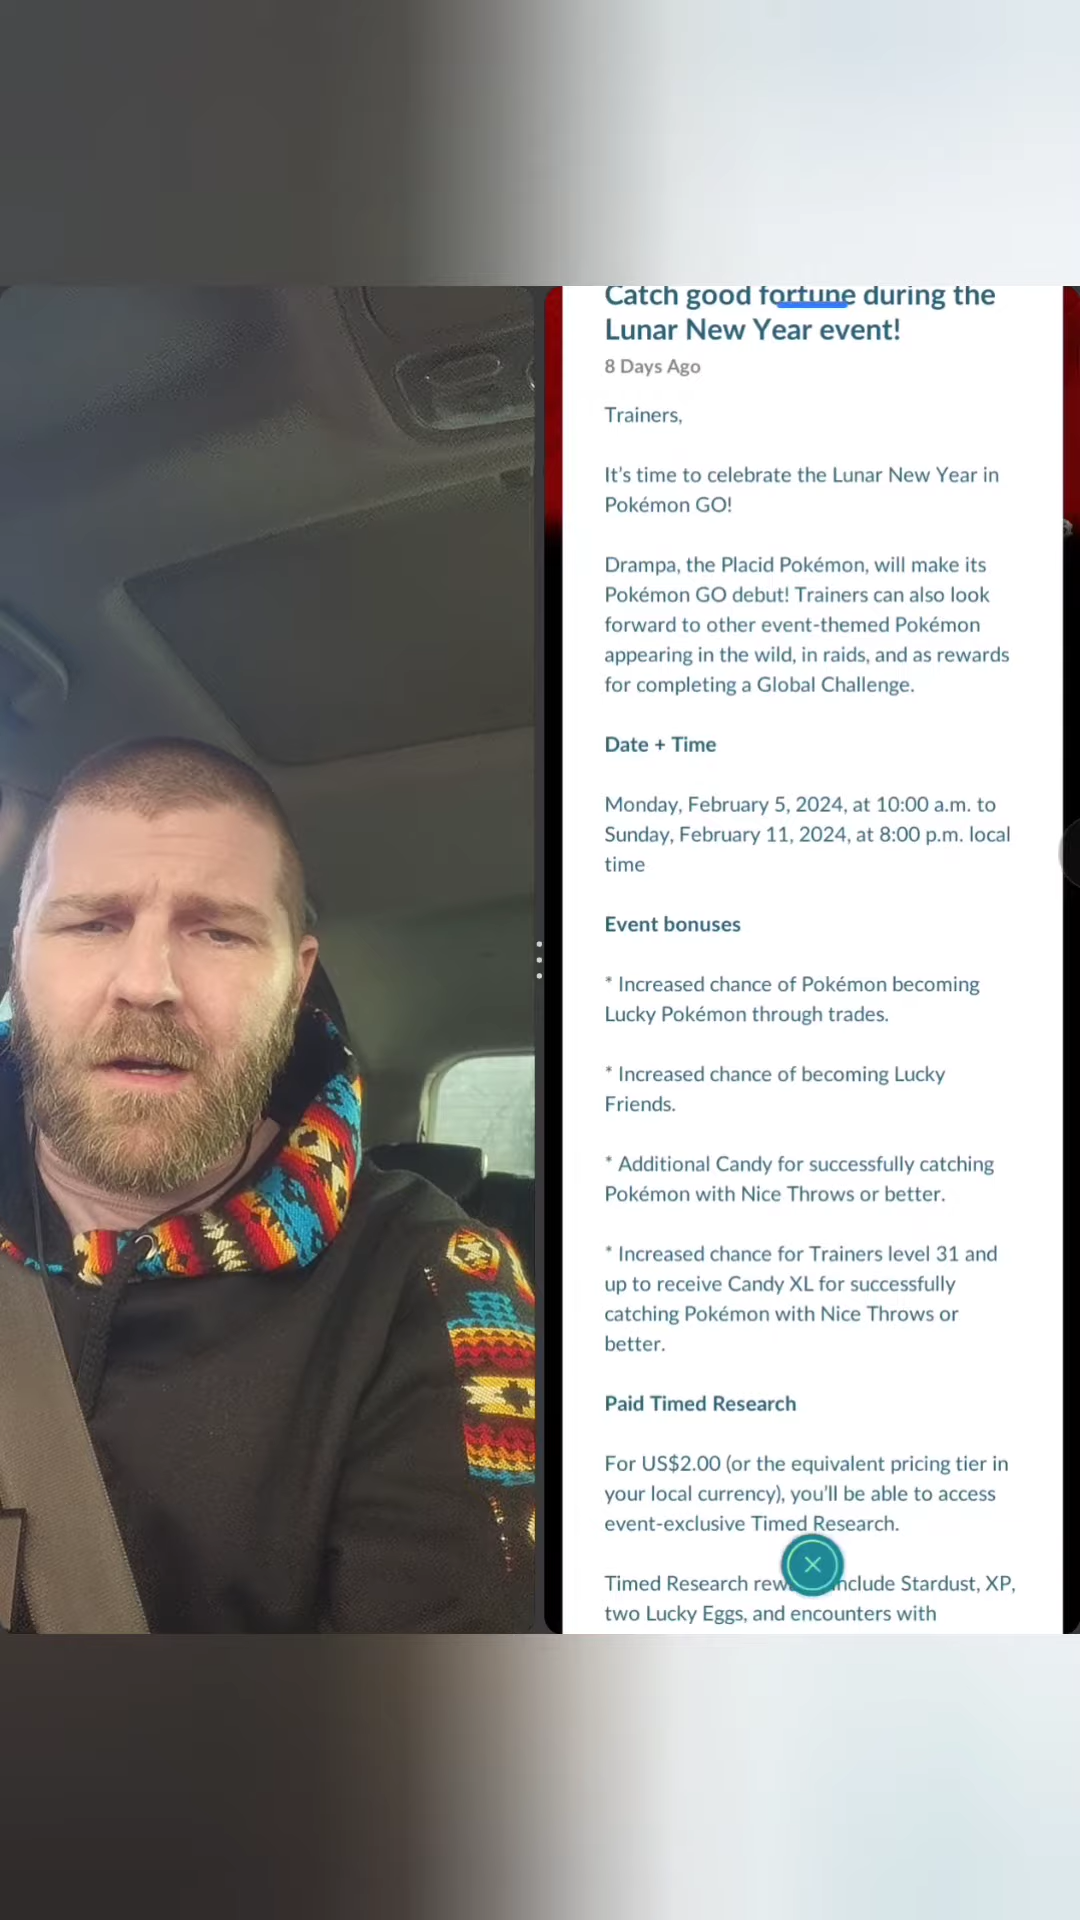 Catch good fortune during the
Lunar New Year event!
8 Days Ago
Trainers,
It's time to celebrate the Lunar New Year in
Pokémon GO!
Drampa, the Placid Pokémon, will make its
Pokémon GO debut! Trainers can also look
forward to other event-themed Pokémon
appearing in the wild, in raids, and as rewards
for completing a Global Challenge.
Date + Time
Monday, February 5, 2024, at 10:00 a.m. to
Sunday, February 11, 2024, at 8:00 p.m. local
time
Event bonuses
* Increased chance of Pokémon becoming
Lucky Pokémon through trades.
* Increased chance of becoming Lucky
Friends.
* Additional Candy for successfully catching
Pokémon with Nice Throws or better.
* Increased chance for Trainers level 31 and
up to receive Candy XL for successfully
catching Pokémon with Nice Throws or
better.
Paid Timed Research
For US$2.00 (or the equivalent pricing tier in
your local currency), you'll be able to access
event-exclusive Timed Research.
Timed Research include Stardust, XP,
two Lucky Eggs, and encounters with